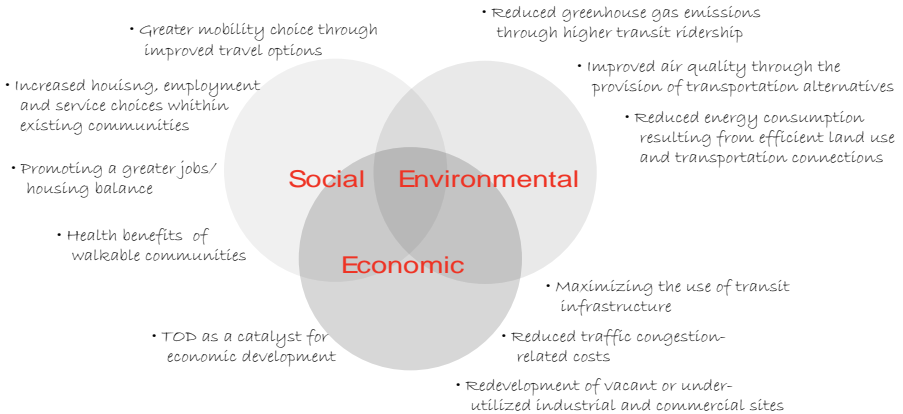 • Greater mobility choice through
improved travel options
• Increased houisng, employment
and service choices whithin
existing communities
• Promoting a greater jobs/
housing balance
• Health benefits of
walkable communities
• Reduced greenhouse gas emissions
through higher transit ridership
• Improved air quality through the
provision of transportation alternatives
• Reduced energy consumption
resulting from efficient land use
and transportation connections
Social
Environmental
Economic
• TOD as a catalyst for
economic development
• Maximizing the use of transit
infrastructure
• Reduced traffic congestion-
related costs
• Redevelopment of vacant or under-
utilized industrial and commercial sites